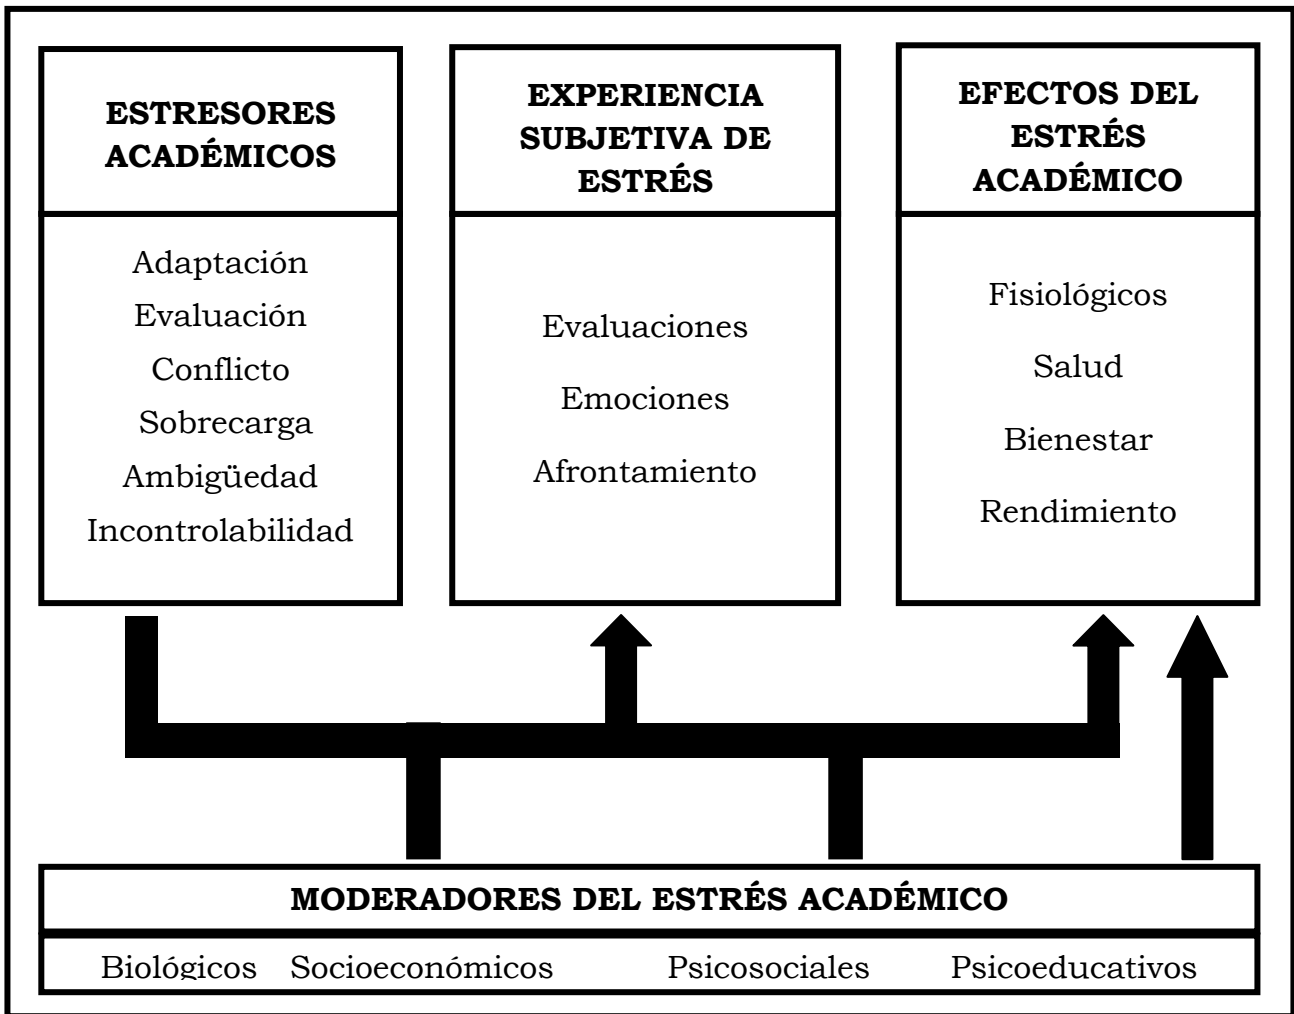 ESTRESORES
ACADÉMICOS
Adaptación
Evaluación
Conflicto
Sobrecarga
Ambigüedad
Incontrolabilidad
EXPERIENCIA
SUBJETIVA DE
ESTRÉS
Evaluaciones
Emociones
Afrontamiento
EFECTOS DEL
ESTRÉS
ACADÉMICO
Fisiológicos
Salud
Bienestar
Rendimiento
MODERADORES DEL ESTRÉS ACADÉMICO
Biológicos Socioeconómicos Psicosociales Psicoeducativos